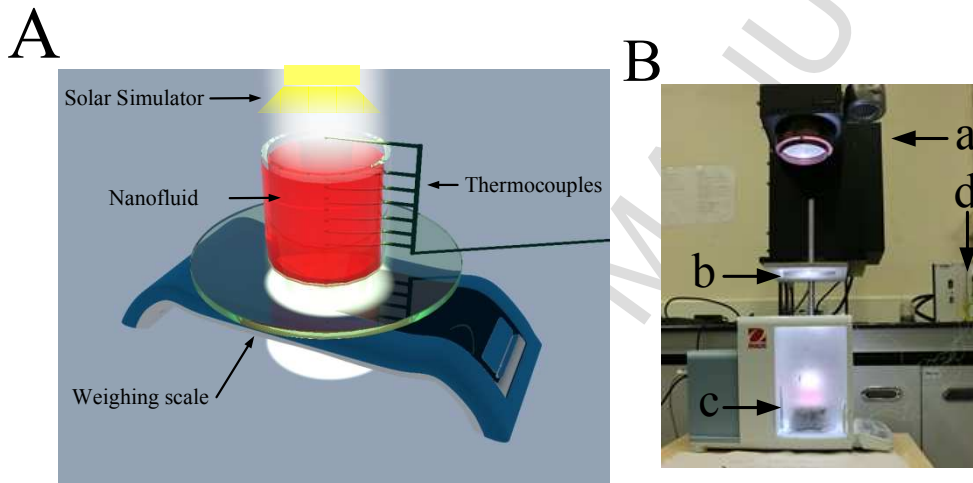 A
Solar Simulator
Nanofluid
Thermocouples
Weighing scale
B
a
d
b
c